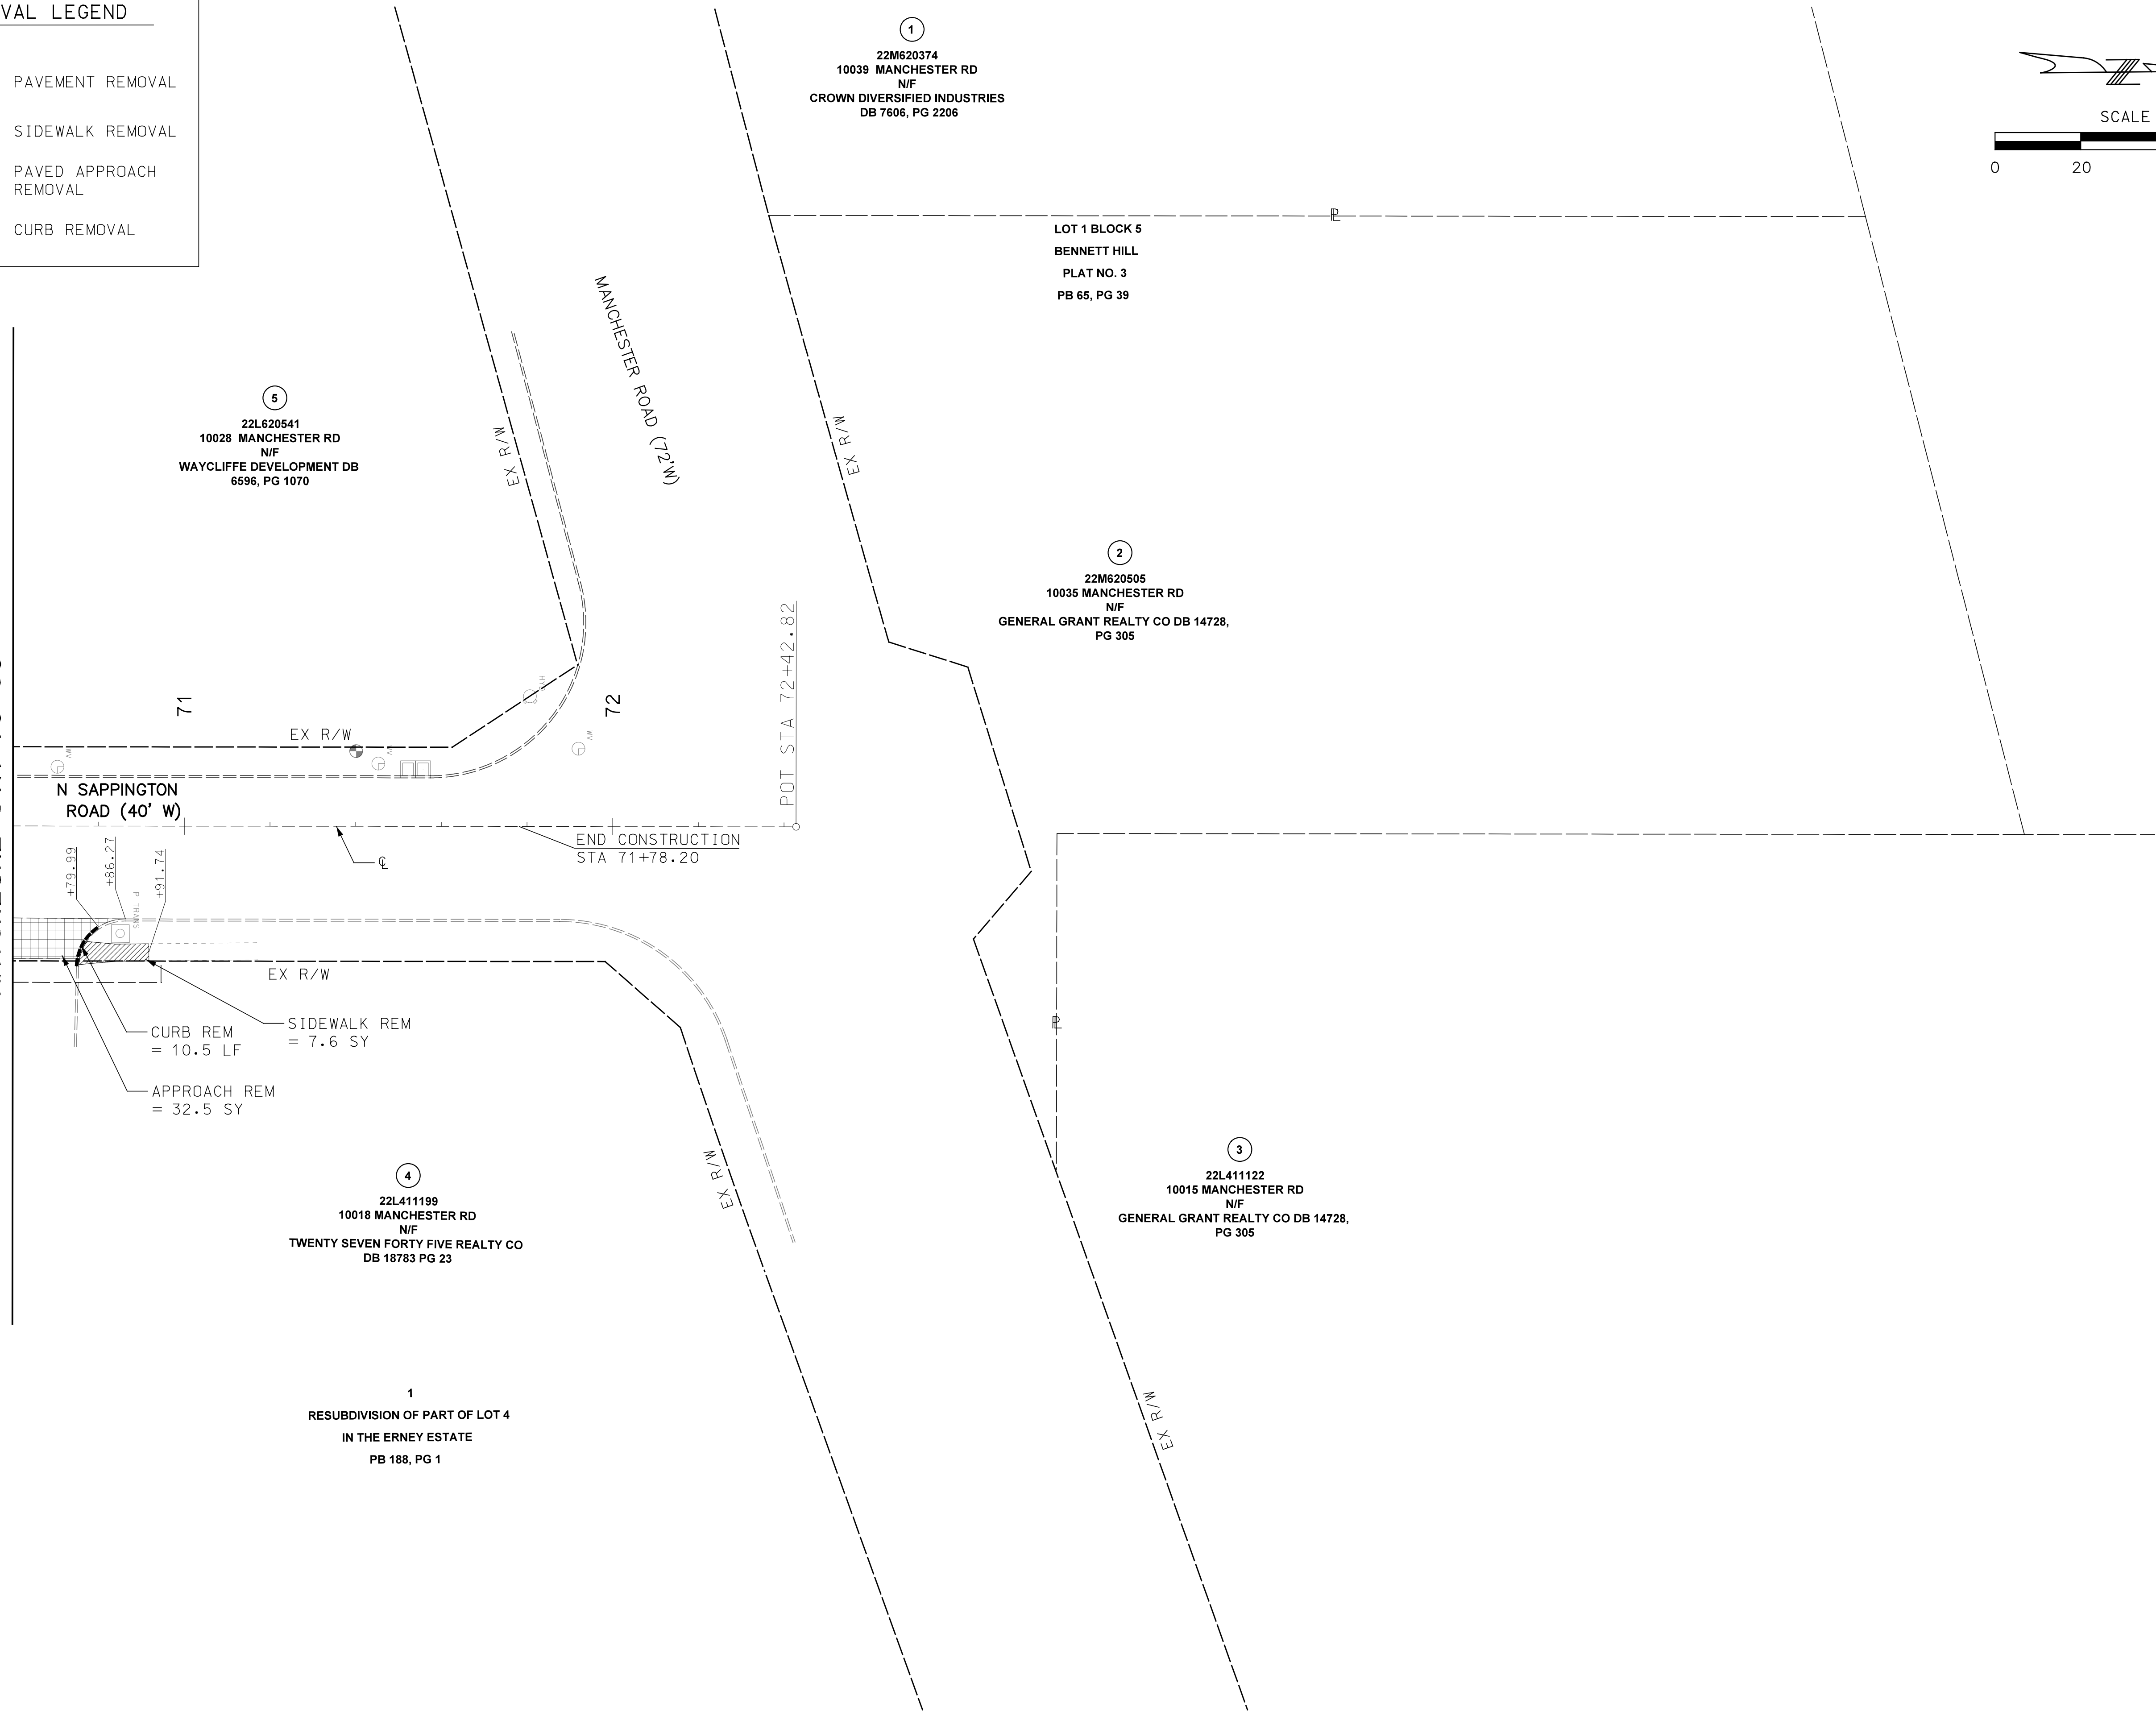 VAL LEGEND
PAVEMENT REMOVAL
SIDEWALK REMOVAL
PAVED APPROACH
REMOVAL
CURB REMOVAL
1
22M620374
10039 MANCHESTER RD
N/F
CROWN DIVERSIFIED INDUSTRIES
DB 7606, PG 2206
SCALE
0 20
PL
LOT 1 BLOCK 5
BENNETT HILL
PLAT NO. 3
PB 65, PG 39
MANCHESTER ROAD (72'W)
EX R/W
EX R/W
5
22L620541
10028 MANCHESTER RD
N/F
WAYCLIFFE DEVELOPMENT DB
6596, PG 1070
2
22M620505
10035 MANCHESTER RD
N/F
GENERAL GRANT REALTY CO DB 14728,
PG 305
POT STA 72+42.82
71
72
EX R/W
WV
WV
N SAPPINGTON
ROAD (40' W)
END CONSTRUCTION
STA 71+78.20
CL
+79.99
+86.27
+91.74
P TRANS
EX R/W
CURB REM
= 10.5 LF
SIDEWALK REM
= 7.6 SY
APPROACH REM
= 32.5 SY
PL
EX R/W
4
22L411199
10018 MANCHESTER RD
N/F
TWENTY SEVEN FORTY FIVE REALTY CO
DB 18783 PG 23
3
22L411122
10015 MANCHESTER RD
N/F
GENERAL GRANT REALTY CO DB 14728,
PG 305
EX R/W
1
RESUBDIVISION OF PART OF LOT 4
IN THE ERNEY ESTATE
PB 188, PG 1